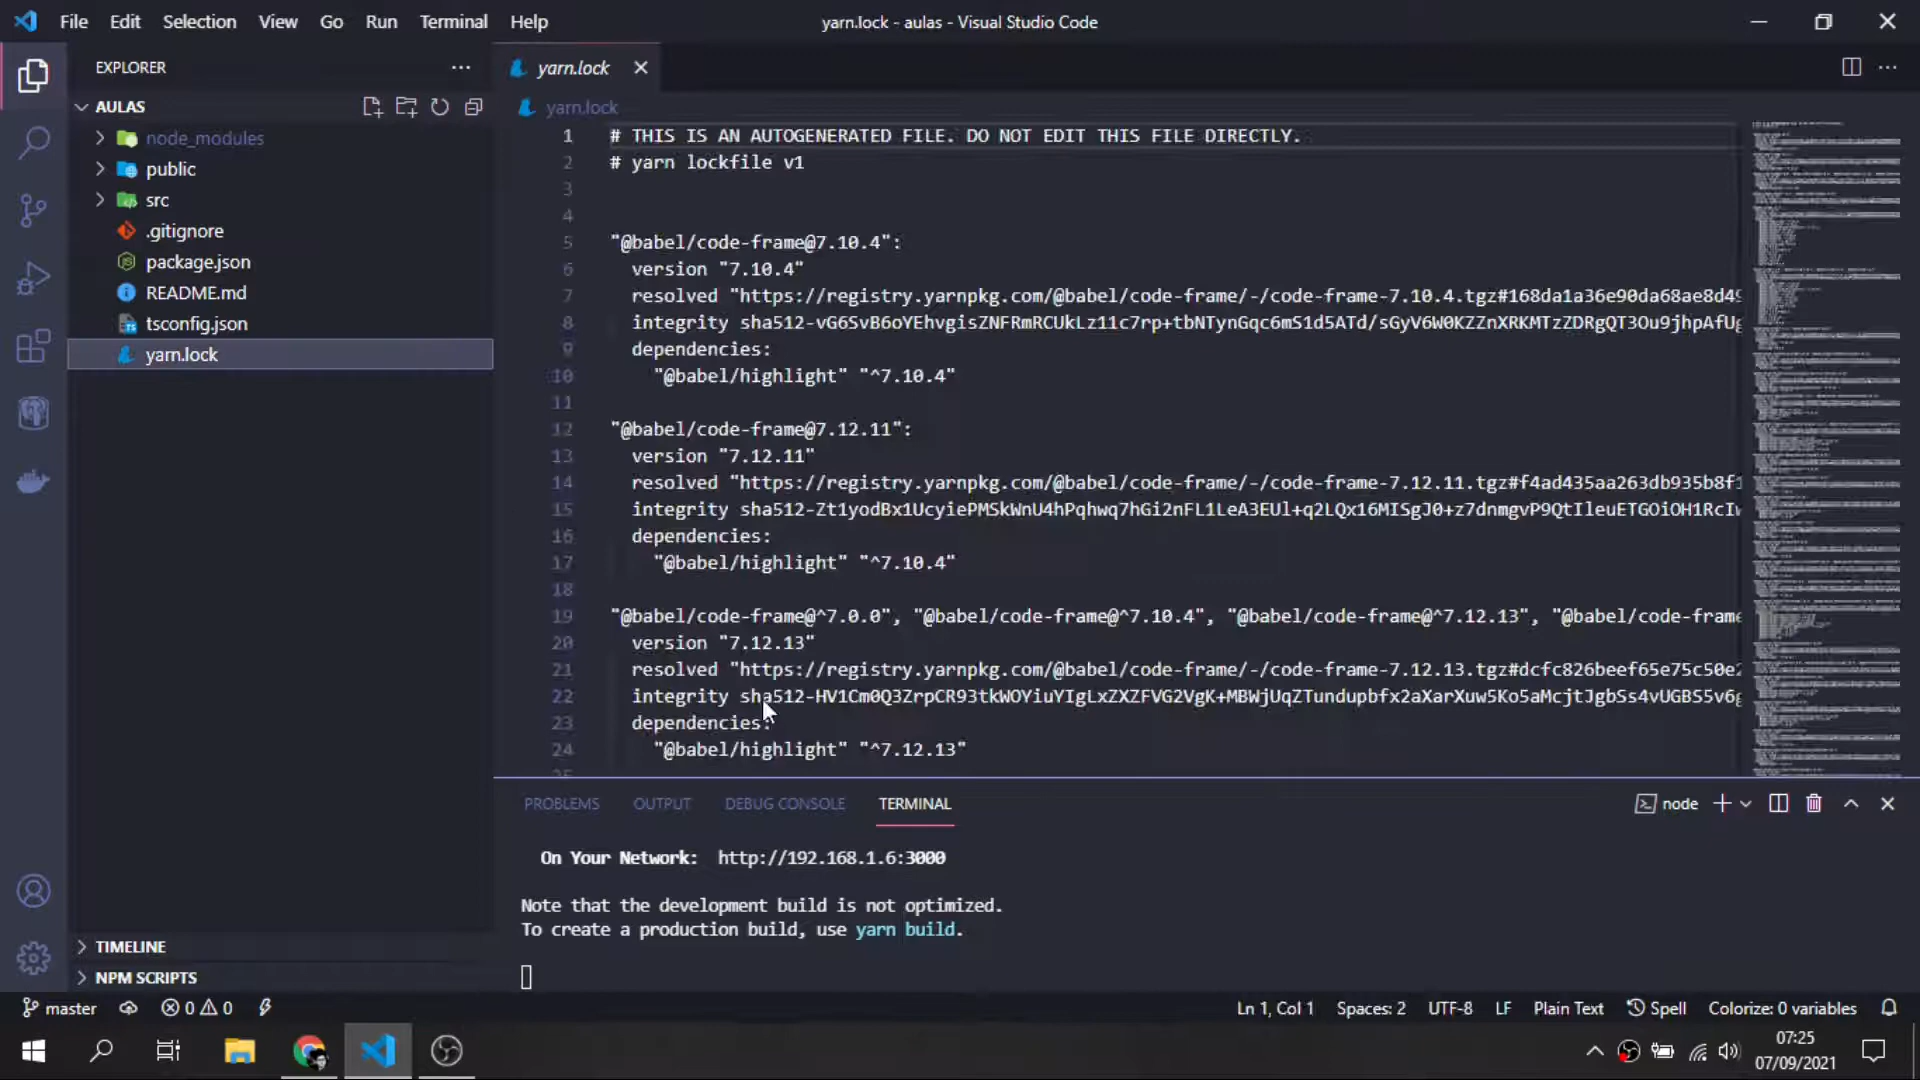 File Edit Selection View Go Run Terminal Help
yarn.lock - aulas - Visual Studio Code
EXPLORER
AULAS
node_modules
public
src
.gitignore
package.json
README.md
tsconfig.json
yarn.lock
TIMELINE
NPM SCRIPTS
yarn.lock
yarn.lock
1 # THIS IS AN AUTOGENERATED FILE. DO NOT EDIT THIS FILE DIRECTLY.
2 # yarn lockfile v1
3
4
5 "@babel/code-frame@7.10.4":
6 version "7.10.4"
7 resolved "https://registry.yarnpkg.com/@babel/code-frame/-/code-frame-7.10.4.tgz#168da1a36e90da68ae8d49
8 integrity sha512-vG6SvB6oYEhvgisZNFRmRCUkLz11c7rp+tbNTynGqc6mS1d5ATd/sGyV6W0KZZnXRKMTzZDRgQT3Ou9jhpAfUg
9 dependencies:
10 "@babel/highlight" "^7.10.4"
11
12 "@babel/code-frame@7.12.11":
13 version "7.12.11"
14 resolved "https://registry.yarnpkg.com/@babel/code-frame/-/code-frame-7.12.11.tgz#f4ad435aa263db935b8f1
15 integrity sha512-Zt1yodBx1UcyiePMSkWnU4hPqhwq7hGi2nFL1LeA3EUl+q2LQx16MISgJ0+z7dnmgvP9QtIleuETGOiOH1RcIw
16 dependencies:
17 "@babel/highlight" "^7.10.4"
18
19 "@babel/code-frame@^7.0.0", "@babel/code-frame@^7.10.4", "@babel/code-frame@^7.12.13", "@babel/code-frame
20 version "7.12.13"
21 resolved "https://registry.yarnpkg.com/@babel/code-frame/-/code-frame-7.12.13.tgz#dcfc826beef65e75c50e2
22 integrity sha512-HV1Cm0Q3ZrpCR93tkWOYiuYIgLxZXZFVG2VgK+MBWjUqZTundupbfx2aXarXuw5Ko5aMcjtJgbSs4vUGBS5v6g
23 dependencies:
24 "@babel/highlight" "^7.12.13"
PROBLEMS OUTPUT DEBUG CONSOLE TERMINAL
node
On Your Network: http://192.168.1.6:3000
Note that the development build is not optimized.
To create a production build, use yarn build.
master 0 0
Ln 1, Col 1 Spaces: 2 UTF-8 LF Plain Text Spell Colorize: 0 variables
07:25
07/09/2021